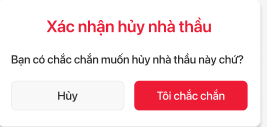 Xác nhận hủy nhà thầu
Bạn có chắc chắn muốn hủy nhà thầu này chứ?
Hủy
Tôi chắc chắn